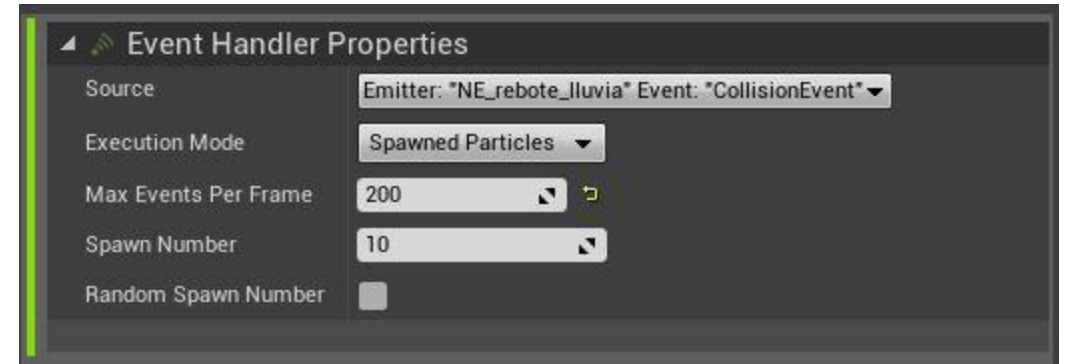 Event Handler Properties
Source Emitter: "NE_rebote_lluvia" Event: "CollisionEvent"
Execution Mode Spawned Particles
Max Events Per Frame 200
Spawn Number 10
Random Spawn Number